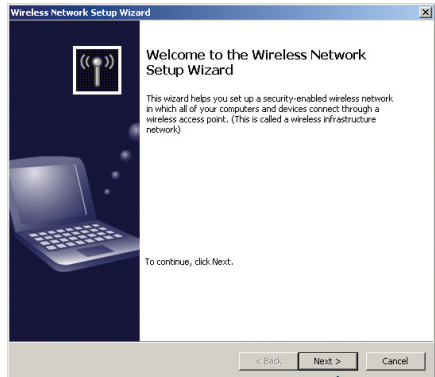 Wireless Network Setup Wizard
Welcome to the Wireless Network
Setup Wizard
This wizard helps you set up a security-enabled wireless network
in which all of your computers and devices connect through a
wireless access point. (This is called a wireless infrastructure
network)
To continue, click Next.
< Back Next > Cancel